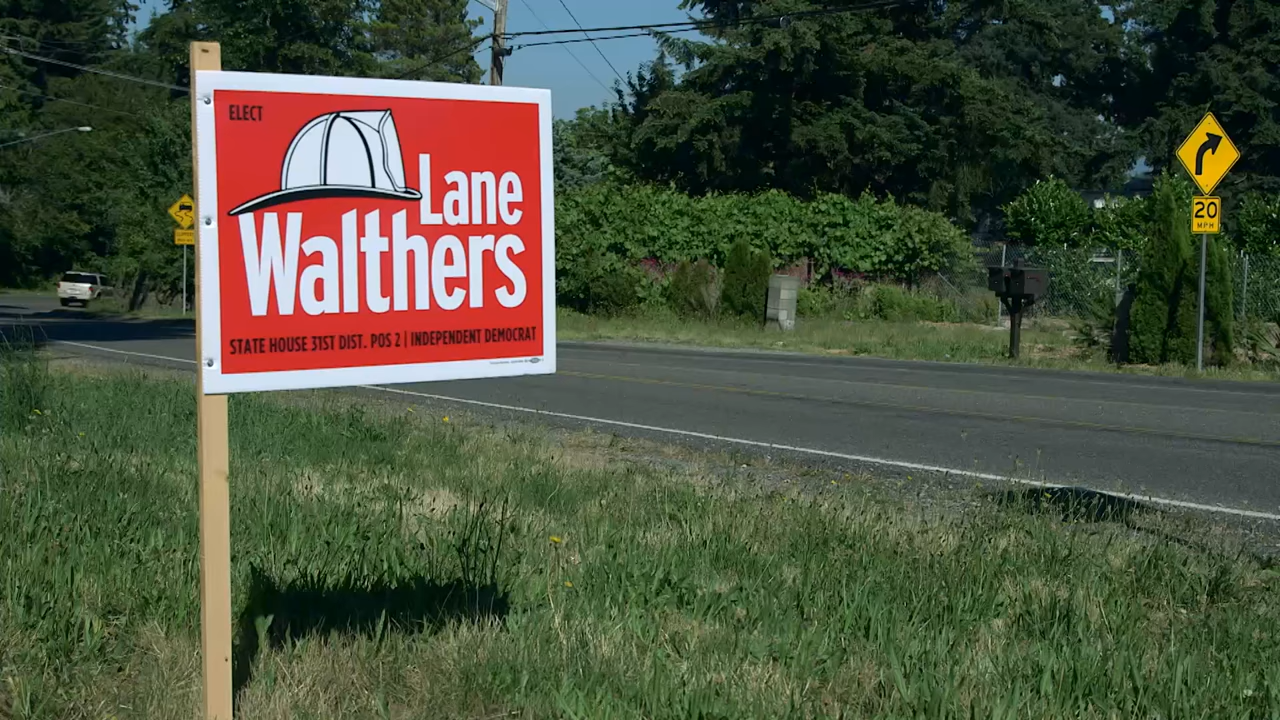 ELECT
Lane
Walthers
STATE HOUSE 31ST DIST. POS 2 | INDEPENDENT DEMOCRAT
20
MPH